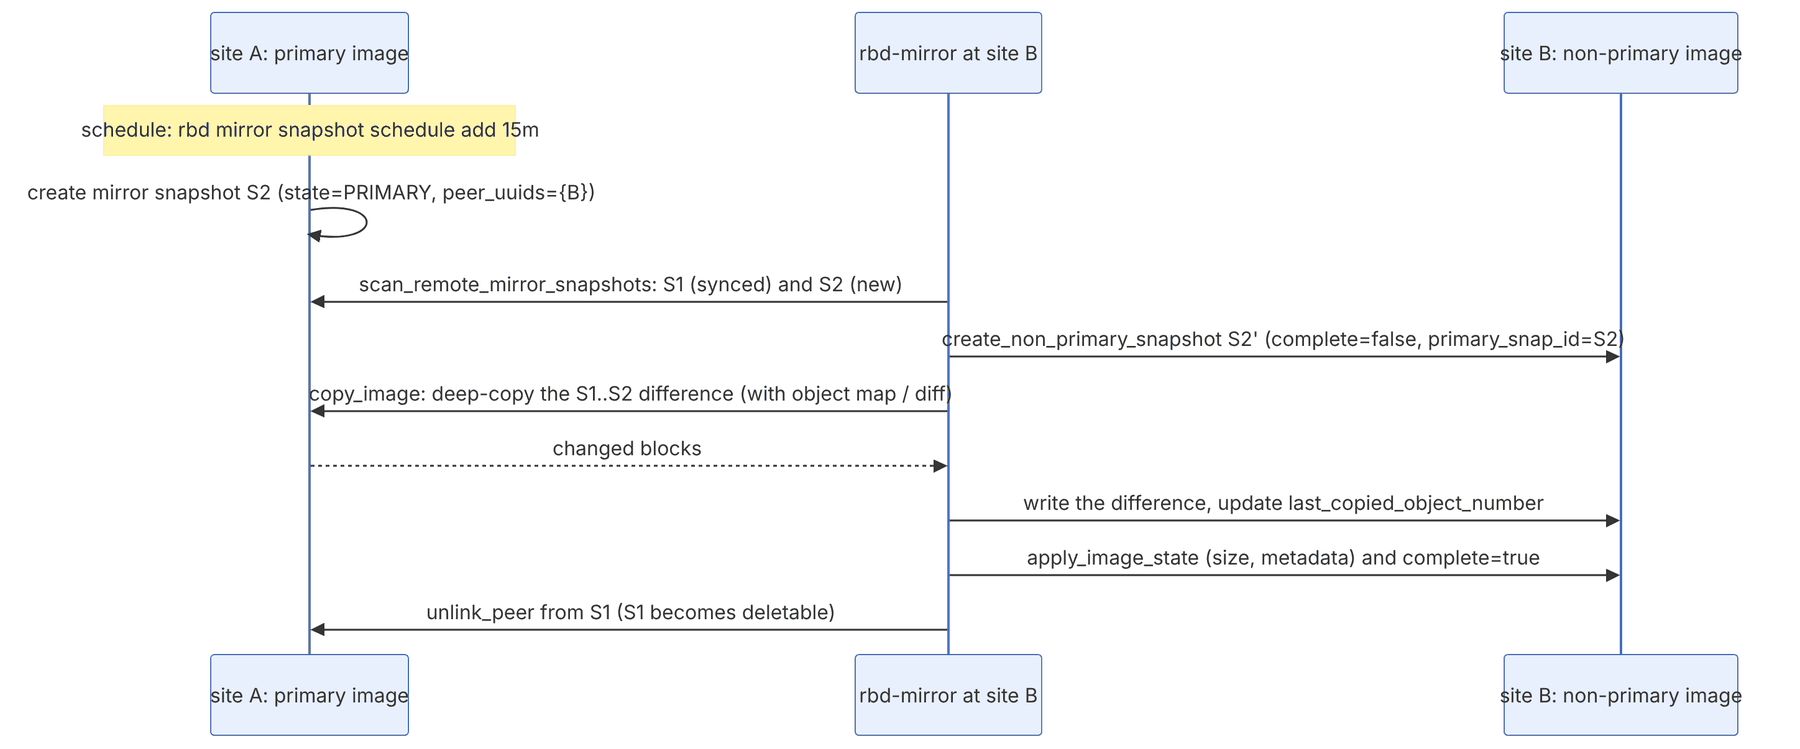 site A: primary image
rbd-mirror at site B
site B: non-primary image
schedule: rbd mirror snapshot schedule add 15m
create mirror snapshot S2 (state=PRIMARY, peer_uuids={B})
scan_remote_mirror_snapshots: S1 (synced) and S2 (new)
create_non_primary_snapshot S2' (complete=false, primary_snap_id=S2)
copy_image: deep-copy the S1..S2 difference (with object map / diff)
changed blocks
write the difference, update last_copied_object_number
apply_image_state (size, metadata) and complete=true
unlink_peer from S1 (S1 becomes deletable)
site A: primary image
rbd-mirror at site B
site B: non-primary image